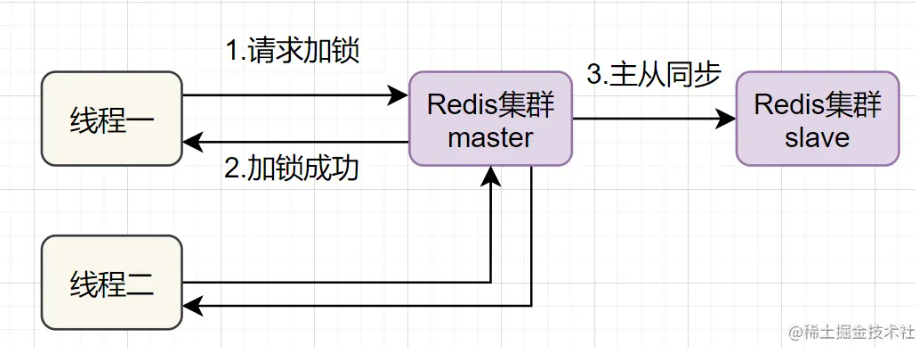 1.请求加锁
3.主从同步
线程一
Redis集群
master
Redis集群
slave
2.加锁成功
线程二
@稀土掘金技术社